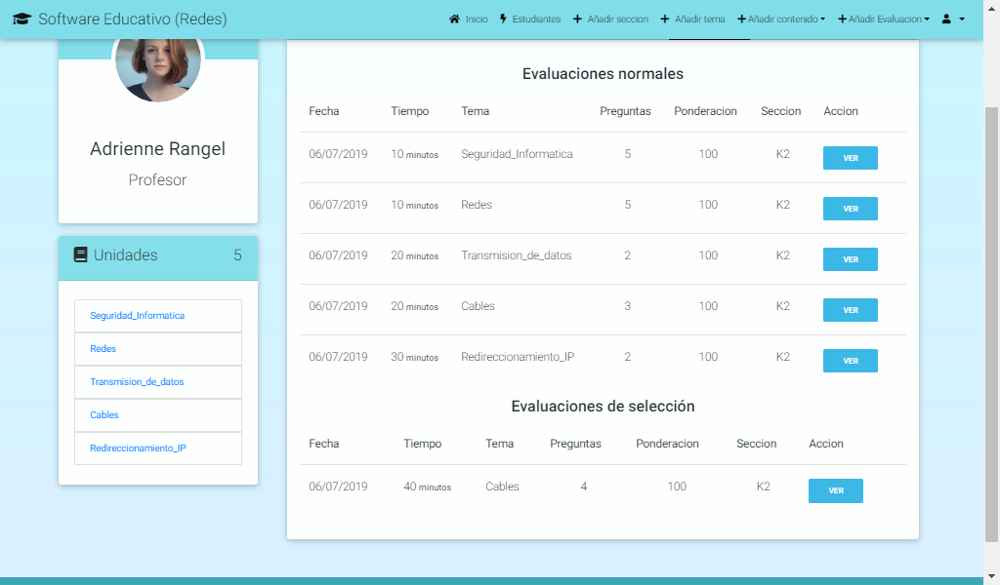 Software Educativo (Redes) Inicio Estudiantes Añadir seccion Añadir tema Añadir contenido Añadir Evaluacion
Adrienne Rangel
Profesor
Unidades 5
Seguridad_Informatica
Redes
Transmision_de_datos
Cables
Redireccionamiento_IP
Evaluaciones normales
Fecha Tiempo Tema Preguntas Ponderacion Seccion Accion
06/07/2019 10 minutos Seguridad_Informatica 5 100 K2 VER
06/07/2019 10 minutos Redes 5 100 K2 VER
06/07/2019 20 minutos Transmision_de_datos 2 100 K2 VER
06/07/2019 20 minutos Cables 3 100 K2 VER
06/07/2019 30 minutos Redireccionamiento_IP 2 100 K2 VER
Evaluaciones de selección
Fecha Tiempo Tema Preguntas Ponderacion Seccion Accion
06/07/2019 40 minutos Cables 4 100 K2 VER